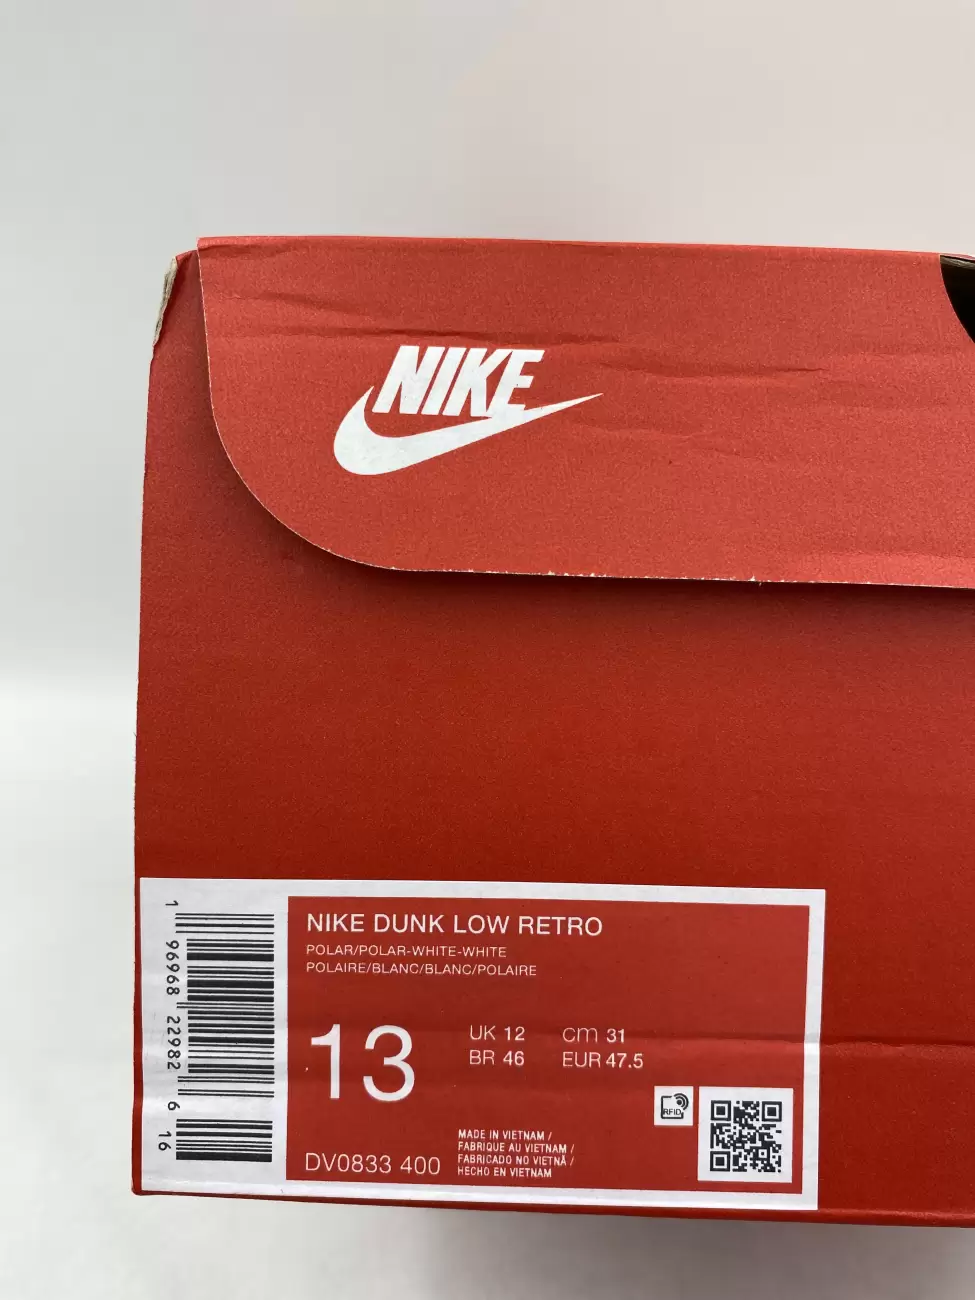 NIKE
NIKE DUNK LOW RETRO
POLAR/POLAR-WHITE-WHITE
POLAIRE/BLANC/BLANC/POLAIRE
13
UK 12 cm 31
BR 46 EUR 47.5
RFID
MADE IN VIETNAM /
FABRIQUE AU VIETNAM /
FABRICADO NO VIETNÃ /
HECHO EN VIETNAM
DV0833 400
1 96968 22982 6 16